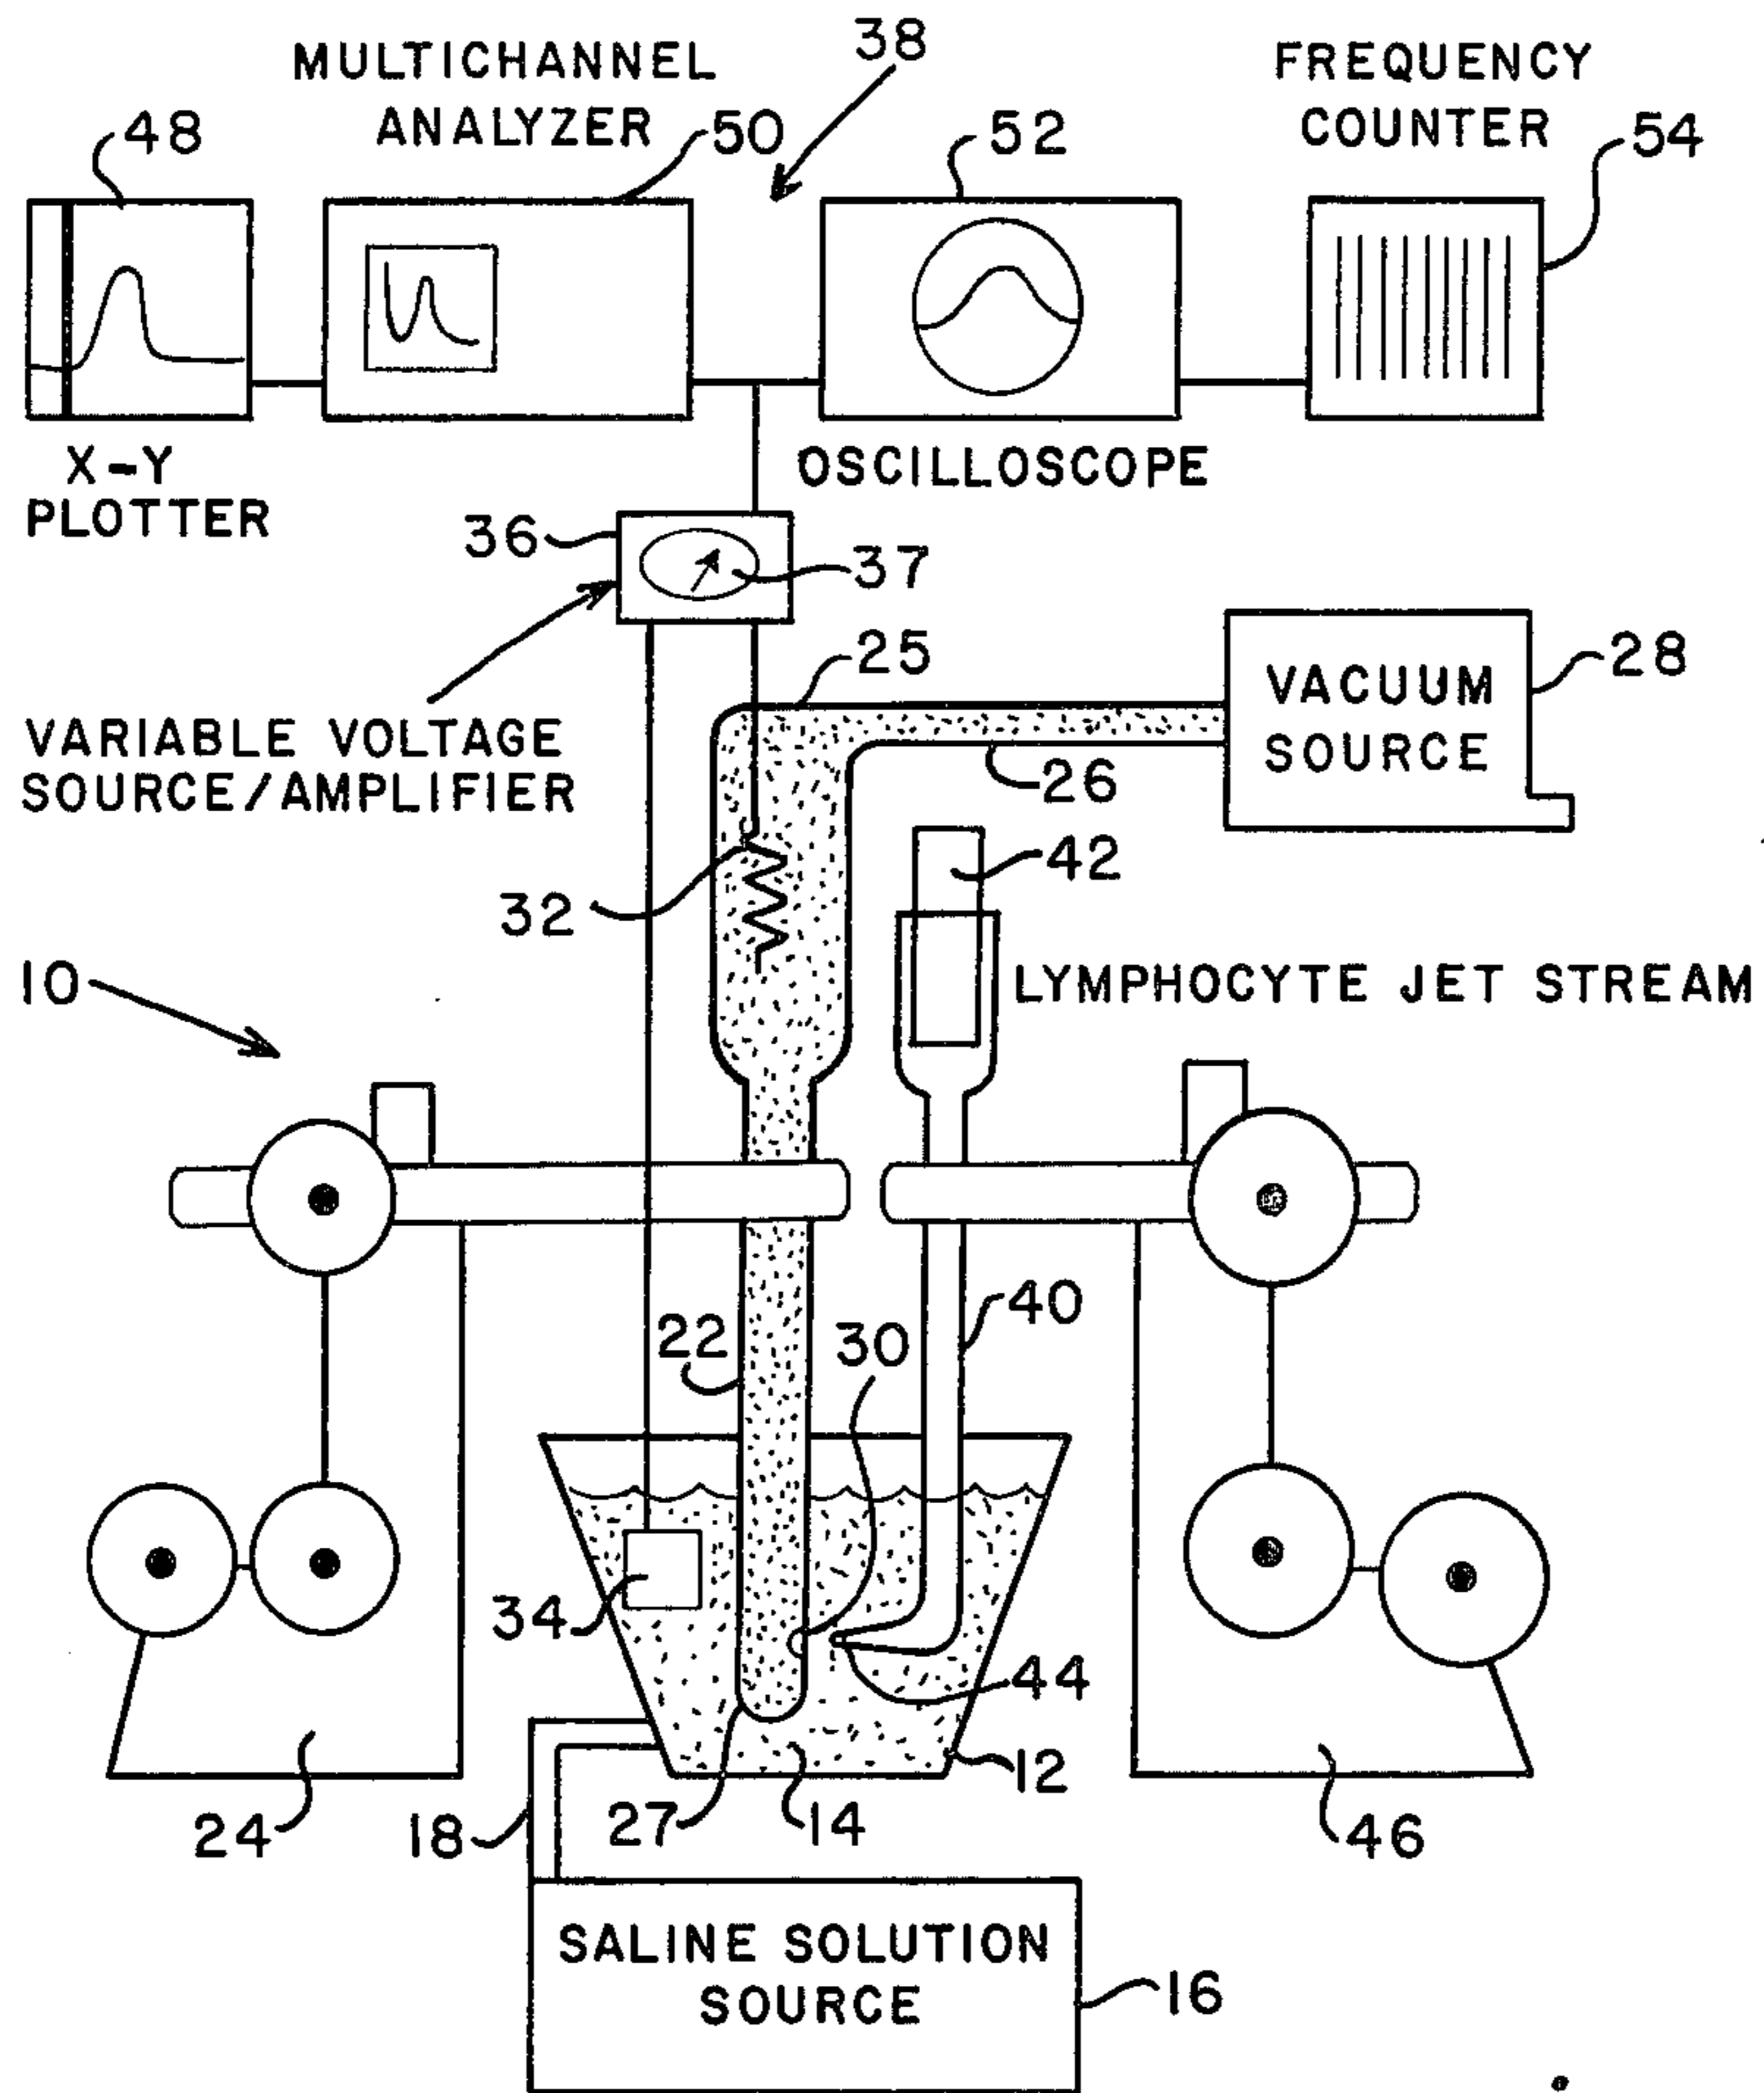 38
MULTICHANNEL
ANALYZER
FREQUENCY
COUNTER
48
50
52
54
X-Y
PLOTTER
OSCILLOSCOPE
36
37
25
VACUUM
SOURCE
28
VARIABLE VOLTAGE
SOURCE/AMPLIFIER
26
42
32
10
LYMPHOCYTE JET STREAM
22
30
40
34
44
12
24
18
27
14
46
SALINE SOLUTION
SOURCE
16